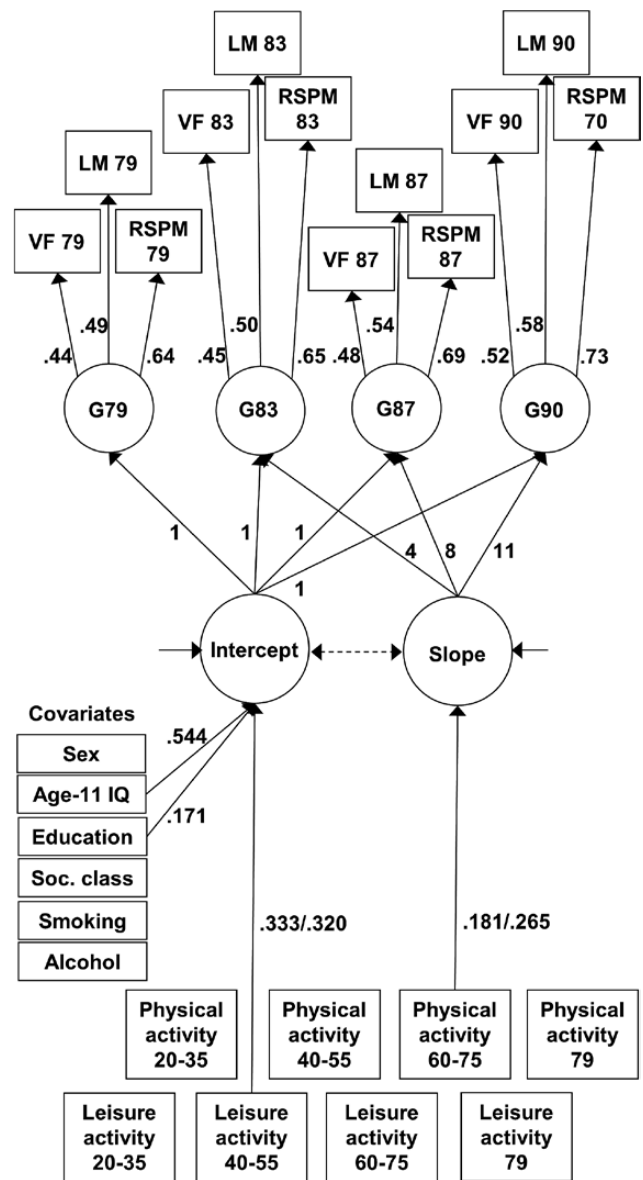 LM 83
LM 90
VF 83
RSPM
83
VF 90
RSPM
70
LM 79
LM 87
VF 79
RSPM
79
VF 87
RSPM
87
.44
.49
.64
.45
.50
.65
.48
.54
.69
.52
.58
.73
G79
G83
G87
G90
1
1
1
1
4
8
11
Intercept
Slope
Covariates
Sex
Age-11 IQ
Education
Soc. class
Smoking
Alcohol
.544
.171
.333/.320
.181/.265
Physical
activity
20-35
Physical
activity
40-55
Physical
activity
60-75
Physical
activity
79
Leisure
activity
20-35
Leisure
activity
40-55
Leisure
activity
60-75
Leisure
activity
79